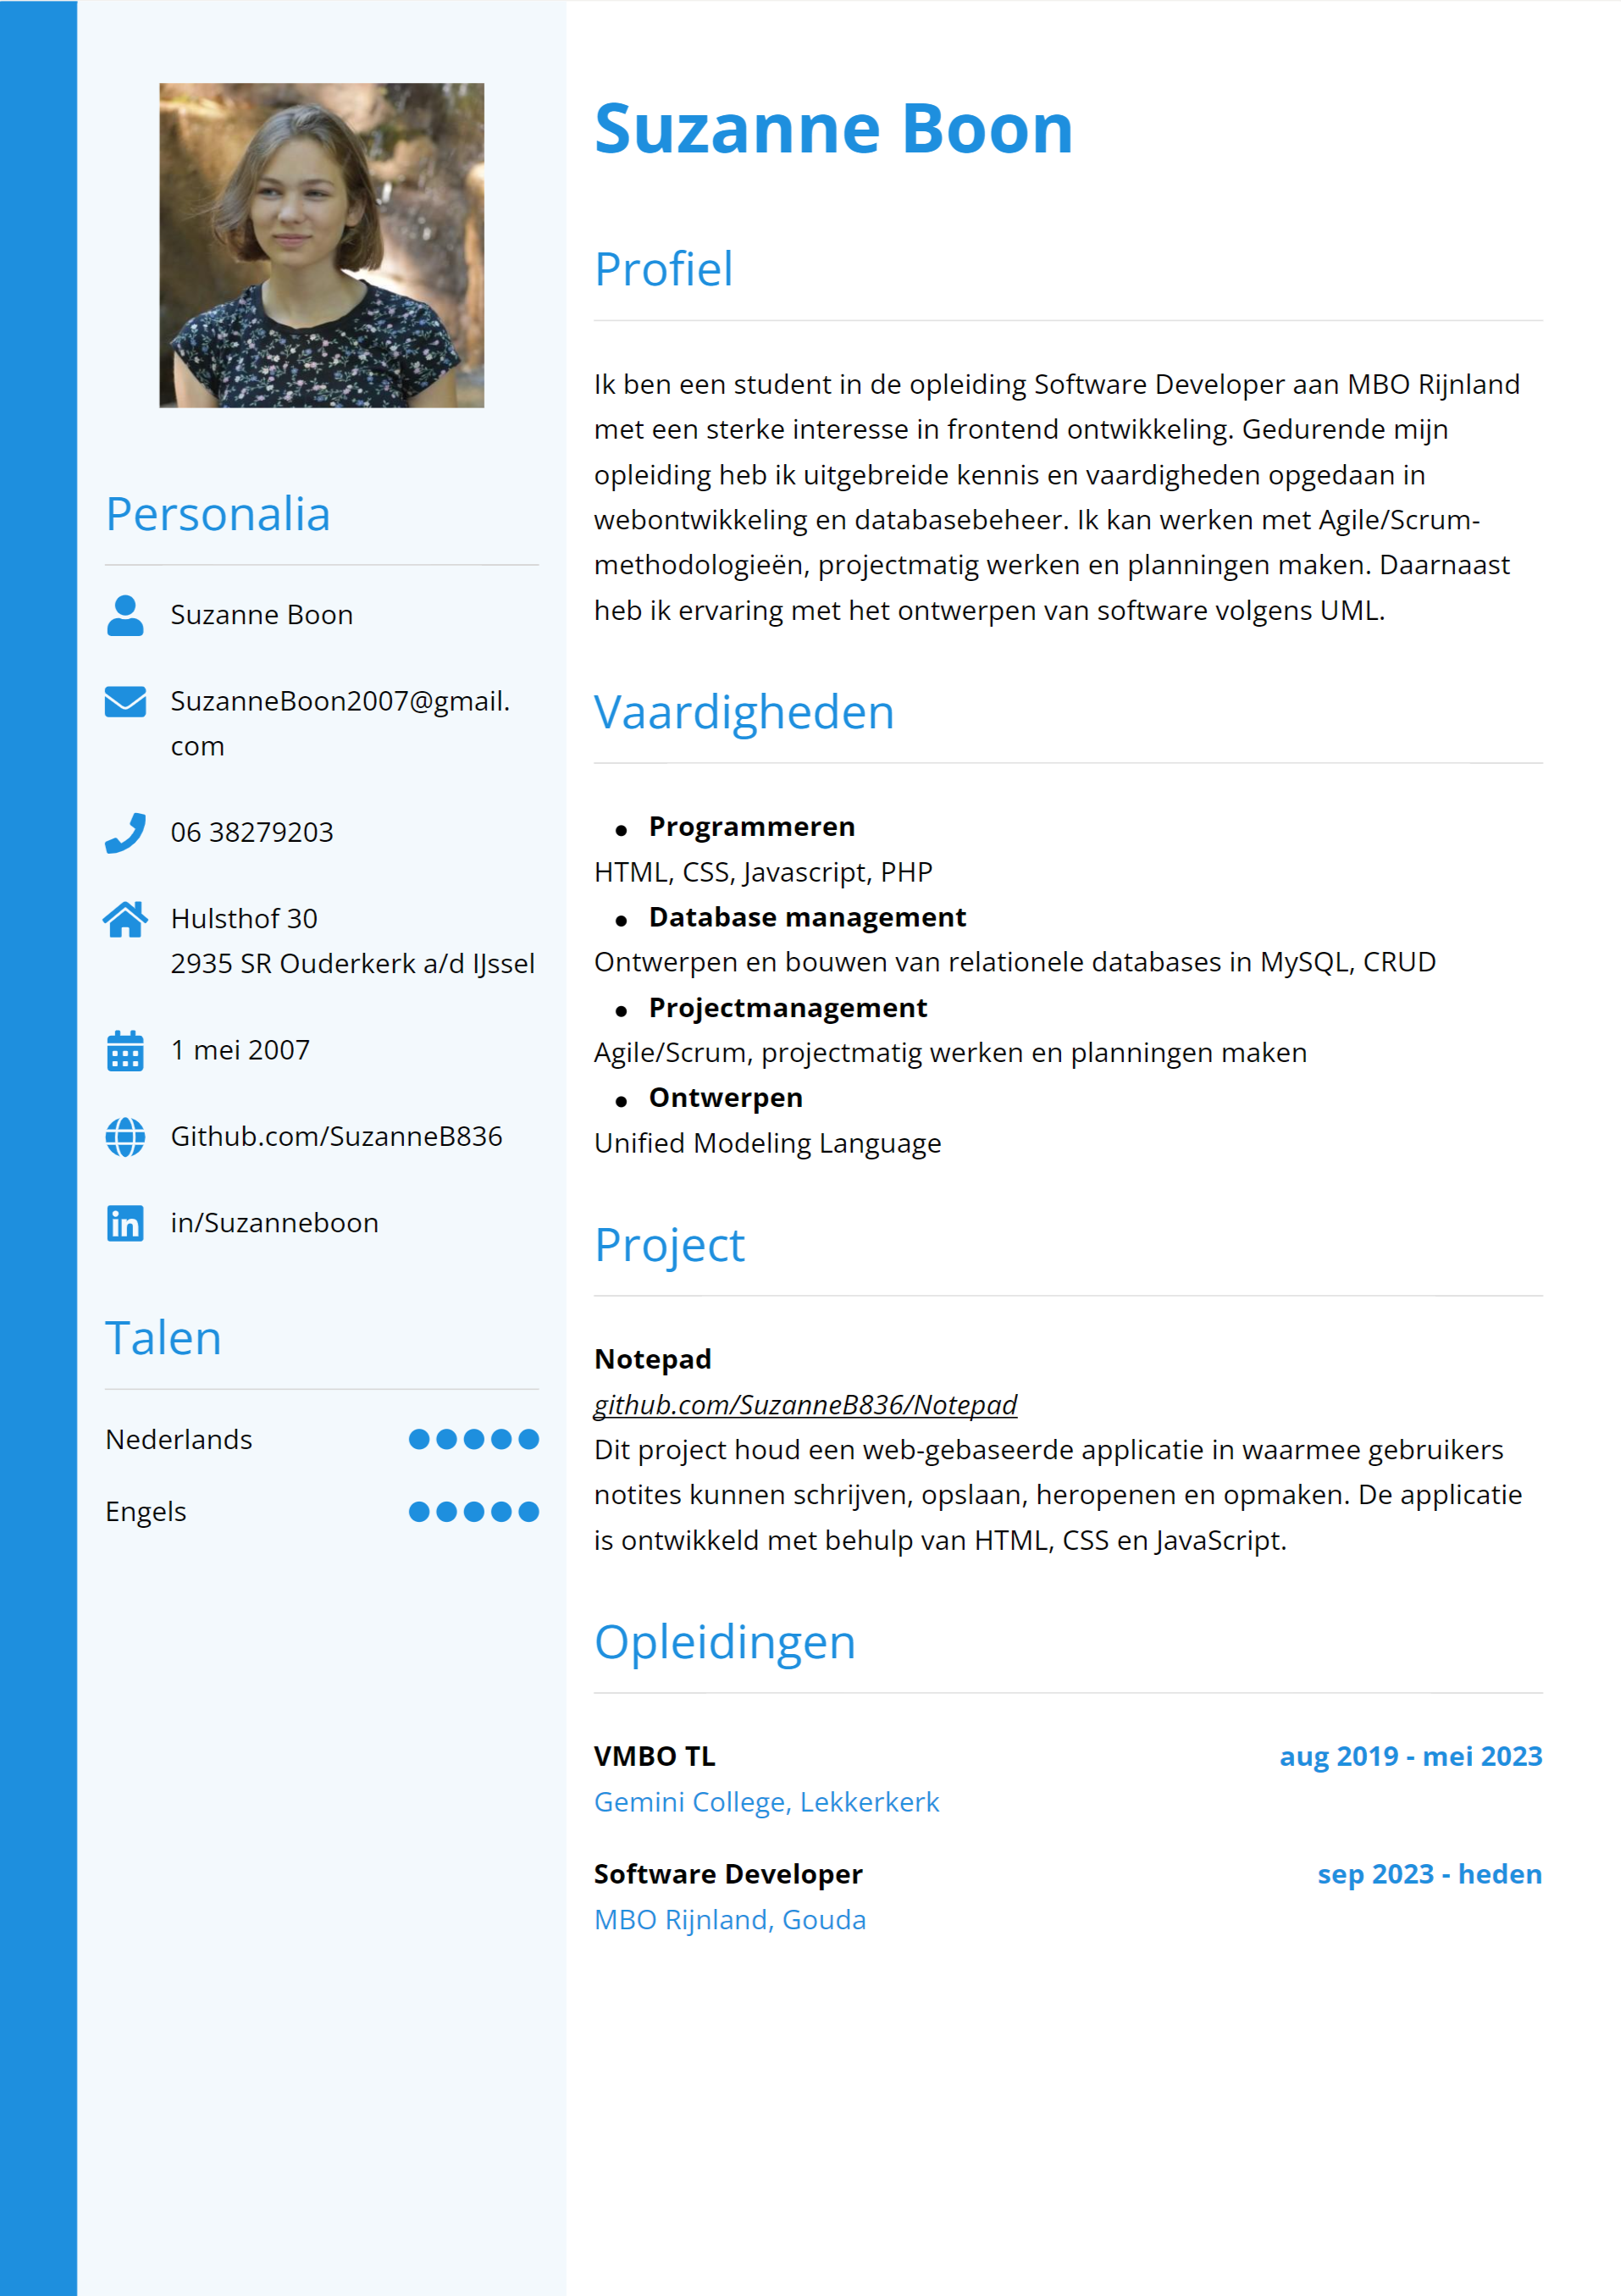 Suzanne Boon
Profiel
Ik ben een student in de opleiding Software Developer aan MBO Rijnland
met een sterke interesse in frontend ontwikkeling. Gedurende mijn
opleiding heb ik uitgebreide kennis en vaardigheden opgedaan in
webontwikkeling en databasebeheer. Ik kan werken met Agile/Scrum-
methodologieën, projectmatig werken en planningen maken. Daarnaast
heb ik ervaring met het ontwerpen van software volgens UML.
Vaardigheden
• Programmeren
HTML, CSS, Javascript, PHP
• Database management
Ontwerpen en bouwen van relationele databases in MySQL, CRUD
• Projectmanagement
Agile/Scrum, projectmatig werken en planningen maken
• Ontwerpen
Unified Modeling Language
Project
Notepad
github.com/SuzanneB836/Notepad
Dit project houd een web-gebaseerde applicatie in waarmee gebruikers
notites kunnen schrijven, opslaan, heropenen en opmaken. De applicatie
is ontwikkeld met behulp van HTML, CSS en JavaScript.
Opleidingen
VMBO TL aug 2019 - mei 2023
Gemini College, Lekkerkerk
Software Developer sep 2023 - heden
MBO Rijnland, Gouda
Personalia
Suzanne Boon
SuzanneBoon2007@gmail.
com
06 38279203
Hulsthof 30
2935 SR Ouderkerk a/d IJssel
1 mei 2007
Github.com/SuzanneB836
in/Suzanneboon
Talen
Nederlands
Engels